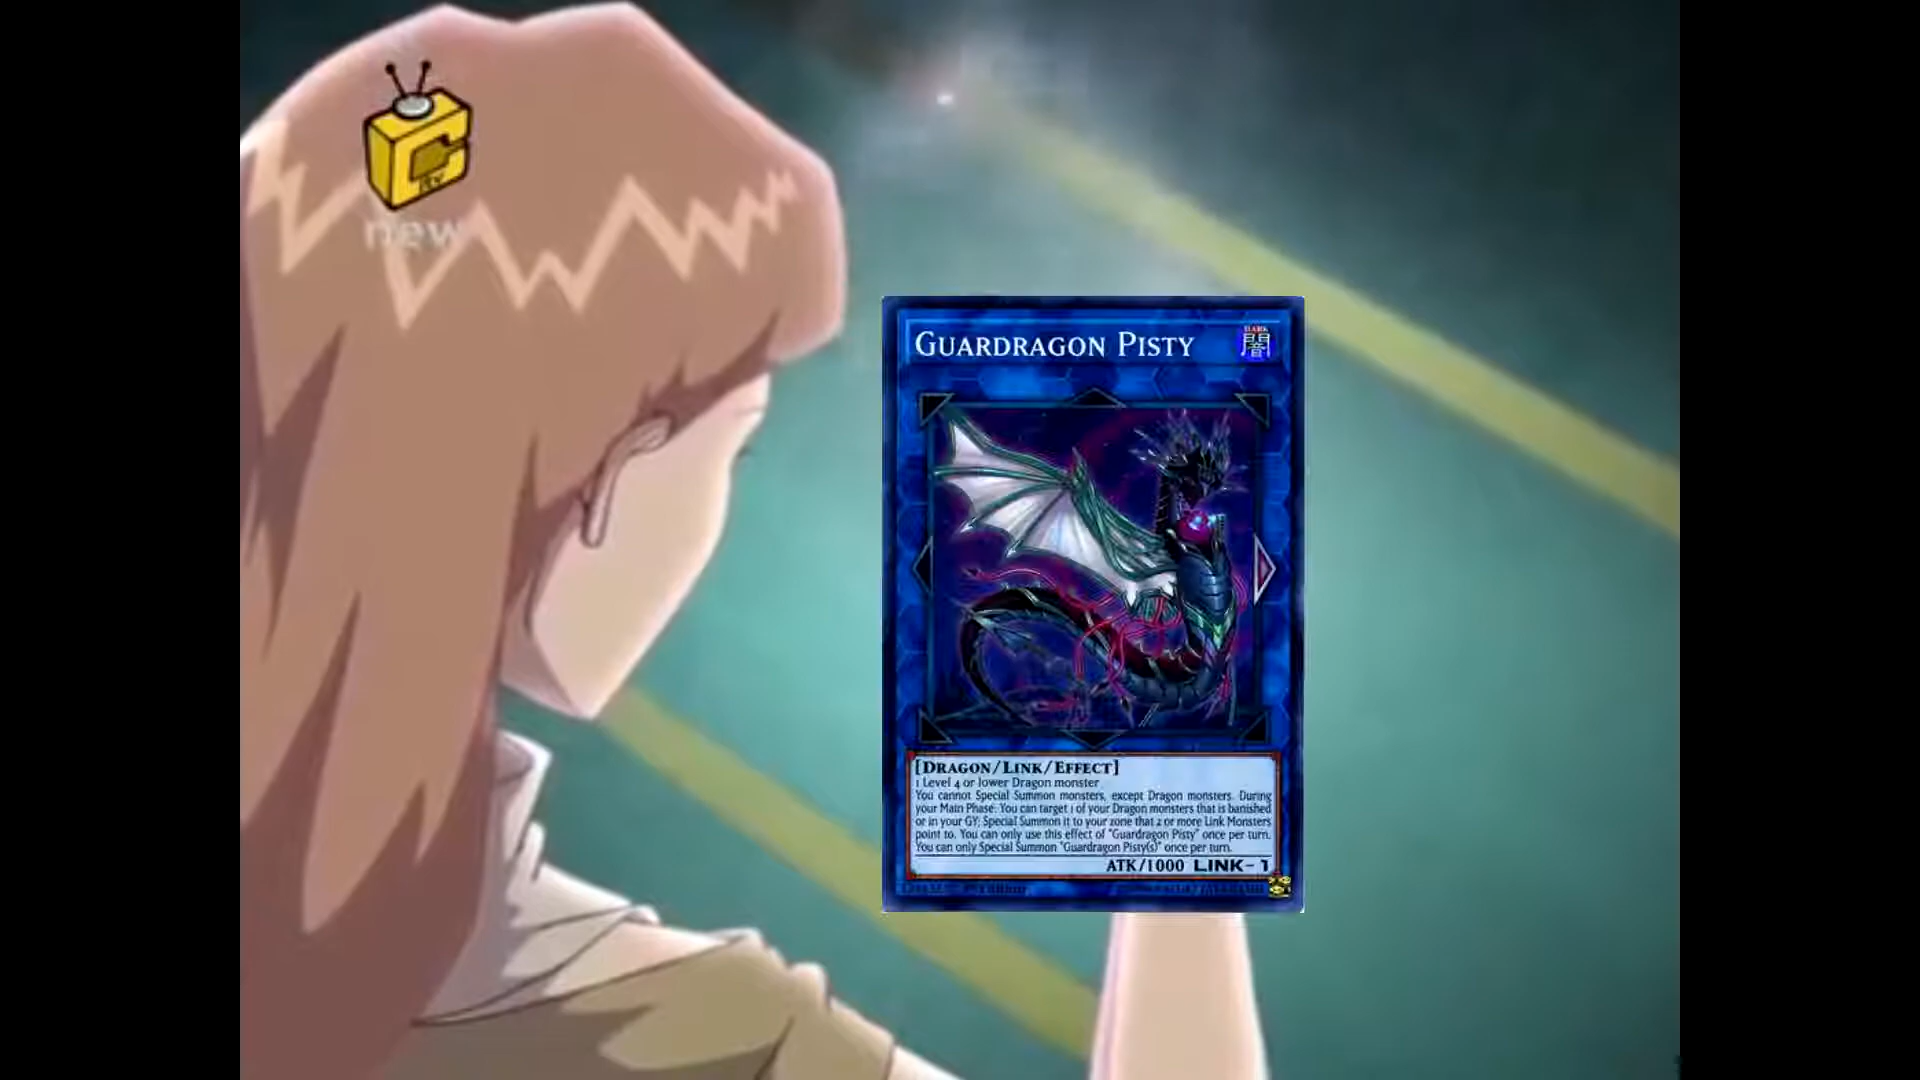 new
GUARDRAGON PISTY
DARK
闇
[DRAGON/LINK/EFFECT]
1 Level 4 or lower Dragon monster
You cannot Special Summon monsters, except Dragon monsters. During
your Main Phase: You can target 1 of your Dragon monsters that is banished
or in your GY; Special Summon it to your zone that 2 or more Link Monsters
point to. You can only use this effect of "Guardragon Pisty" once per turn.
You can only Special Summon "Guardragon Pisty(s)" once per turn.
ATK/1000 LINK-1